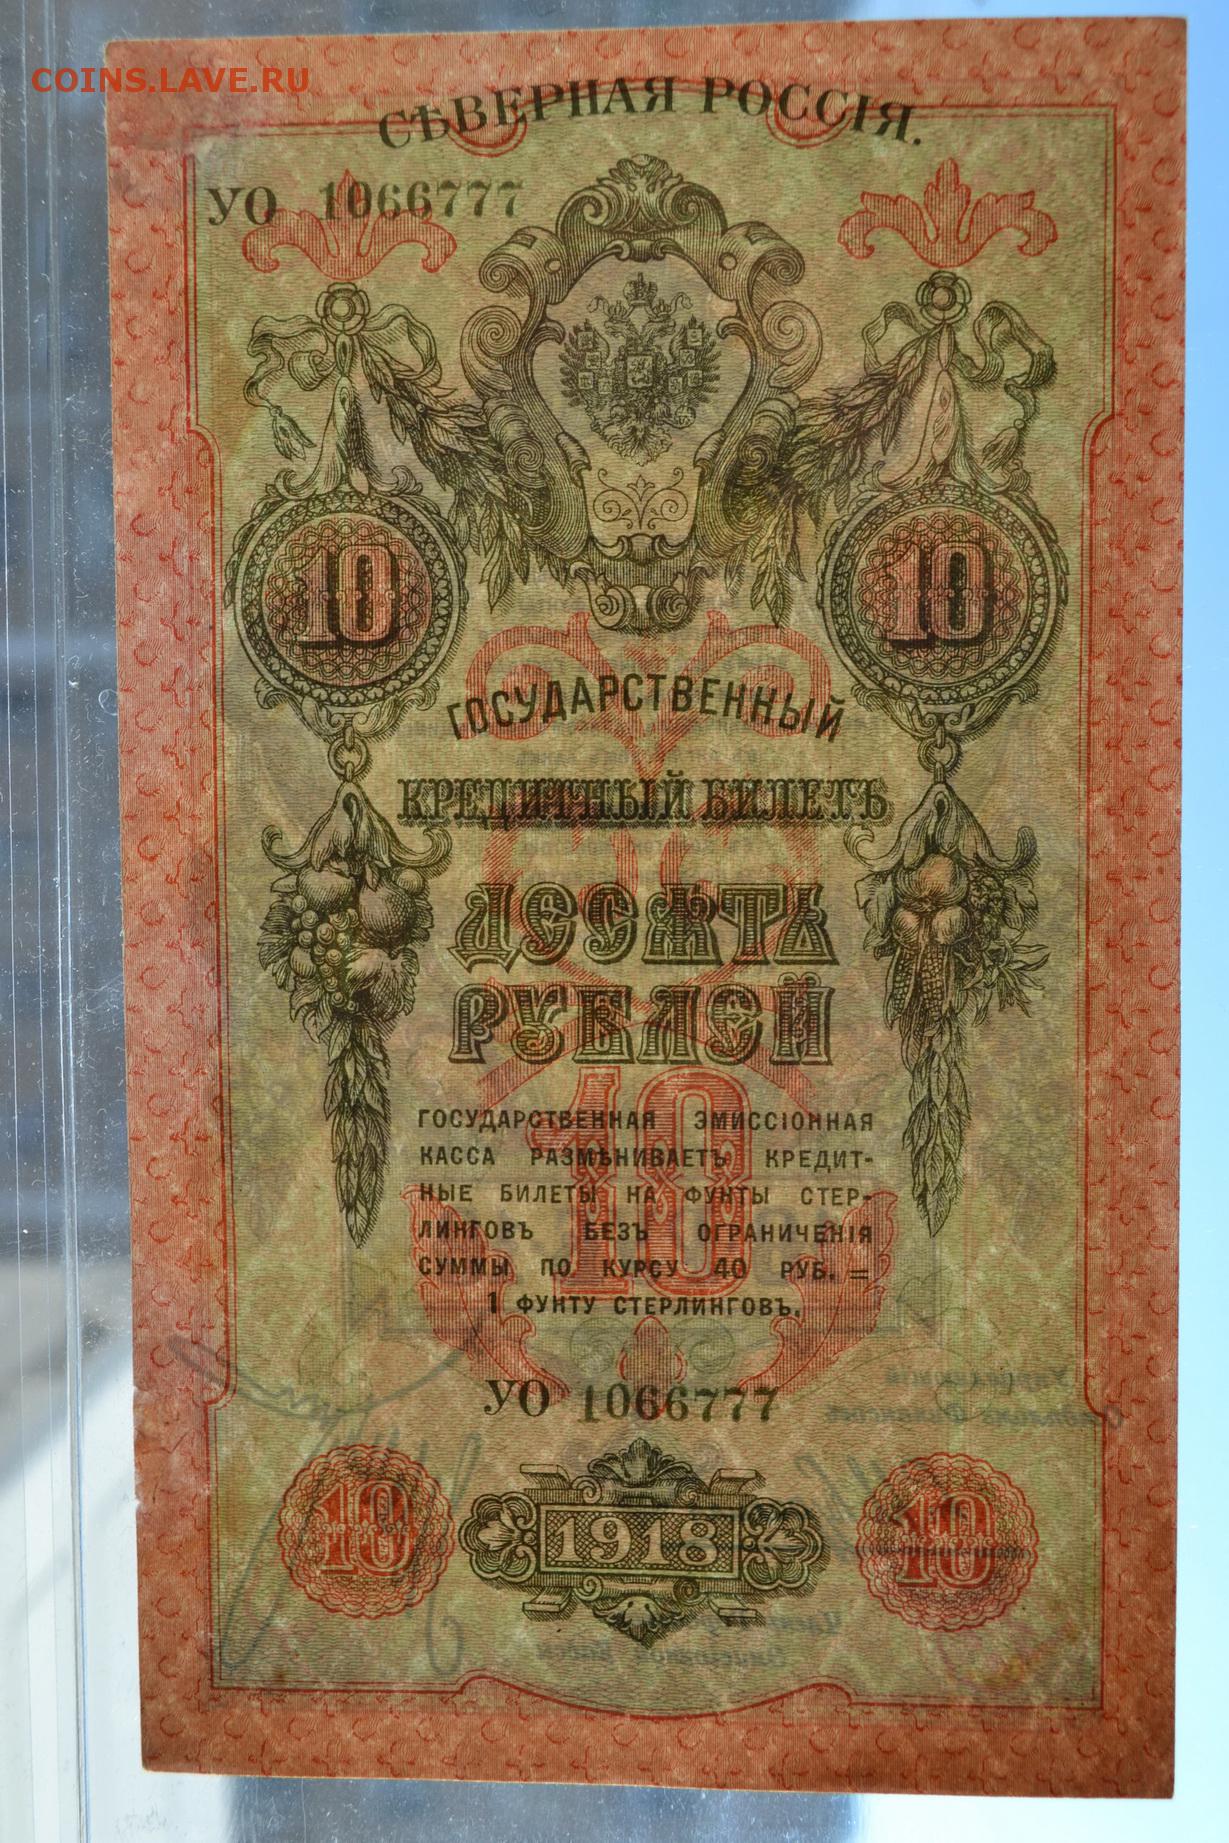 COINS.LAVE.RU
СѢВЕРНАЯ РОССІЯ.
УО 1066777
10 10
ГОСУДАРСТВЕННЫЙ
КРЕДИТНЫЙ БИЛЕТЪ
ДЕСЯТЬ
РУБЛЕЙ
10
ГОСУДАРСТВЕННАЯ ЭМИССІОННАЯ
КАССА РАЗМѢНИВАЕТЪ КРЕДИТ-
НЫЕ БИЛЕТЫ НА ФУНТЫ СТЕР-
ЛИНГОВЪ БЕЗЪ ОГРАНИЧЕНІЯ
СУММЫ ПО КУРСУ 40 РУБ. =
1 ФУНТУ СТЕРЛИНГОВЪ.
УО 1066777
10 1918 10